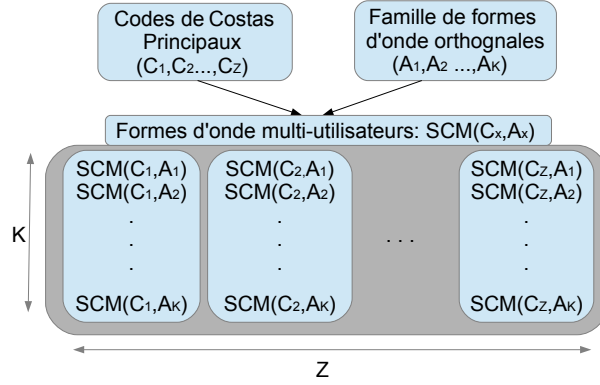 Codes de Costas
Principaux
(C1,C2...,CZ)
Famille de formes
d'onde orthognales
(A1,A2 ...,AK)
Formes d'onde multi-utilisateurs: SCM(Cx,Ax)
K
SCM(C1,A1)
SCM(C1,A2)
.
.
.
SCM(C1,AK)
SCM(C2,A1)
SCM(C2,A2)
.
.
.
SCM(C2,AK)
. . .
SCM(CZ,A1)
SCM(CZ,A2)
.
.
.
SCM(CZ,AK)
Z